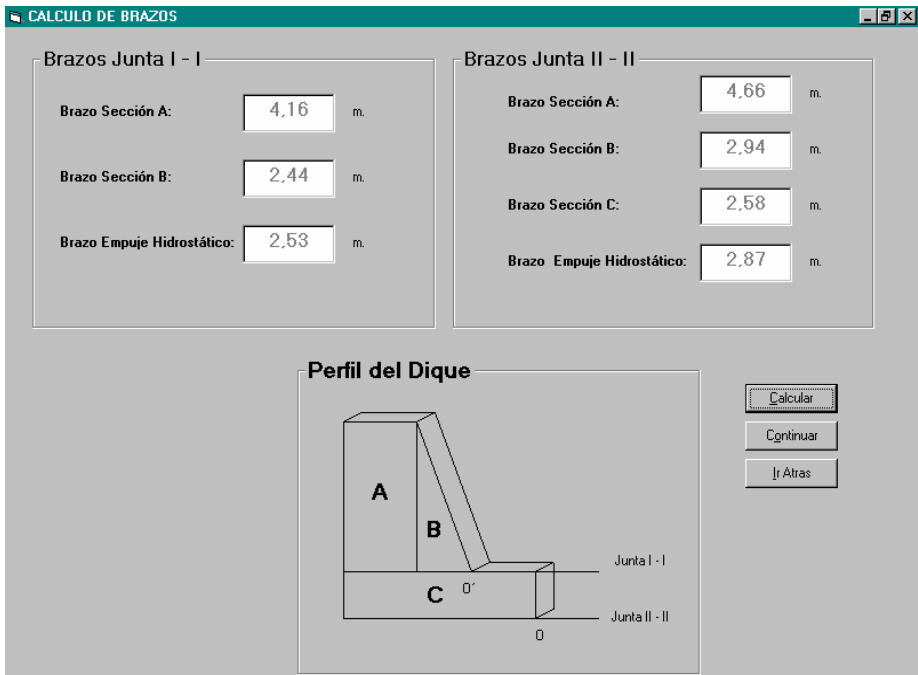 CALCULO DE BRAZOS
Brazos Junta I - I
Brazo Sección A: 4,16 m.
Brazo Sección B: 2,44 m.
Brazo Empuje Hidrostático: 2,53 m.
Brazos Junta II - II
Brazo Sección A: 4,66 m.
Brazo Sección B: 2,94 m.
Brazo Sección C: 2,58 m.
Brazo Empuje Hidrostático: 2,87 m.
Perfil del Dique
A
B
C
0´
0
Junta I - I
Junta II - II
Calcular
Continuar
Ir Atras